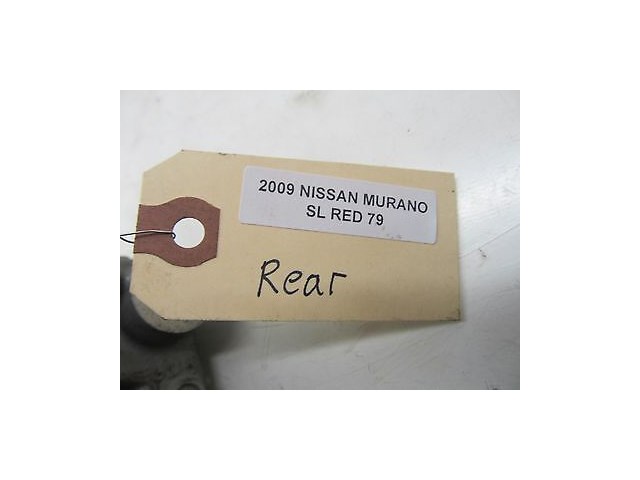 2009 NISSAN MURANO
SL RED 79
Rear